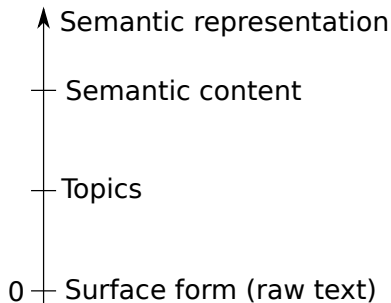 Semantic representation
Semantic content
Topics
0 Surface form (raw text)